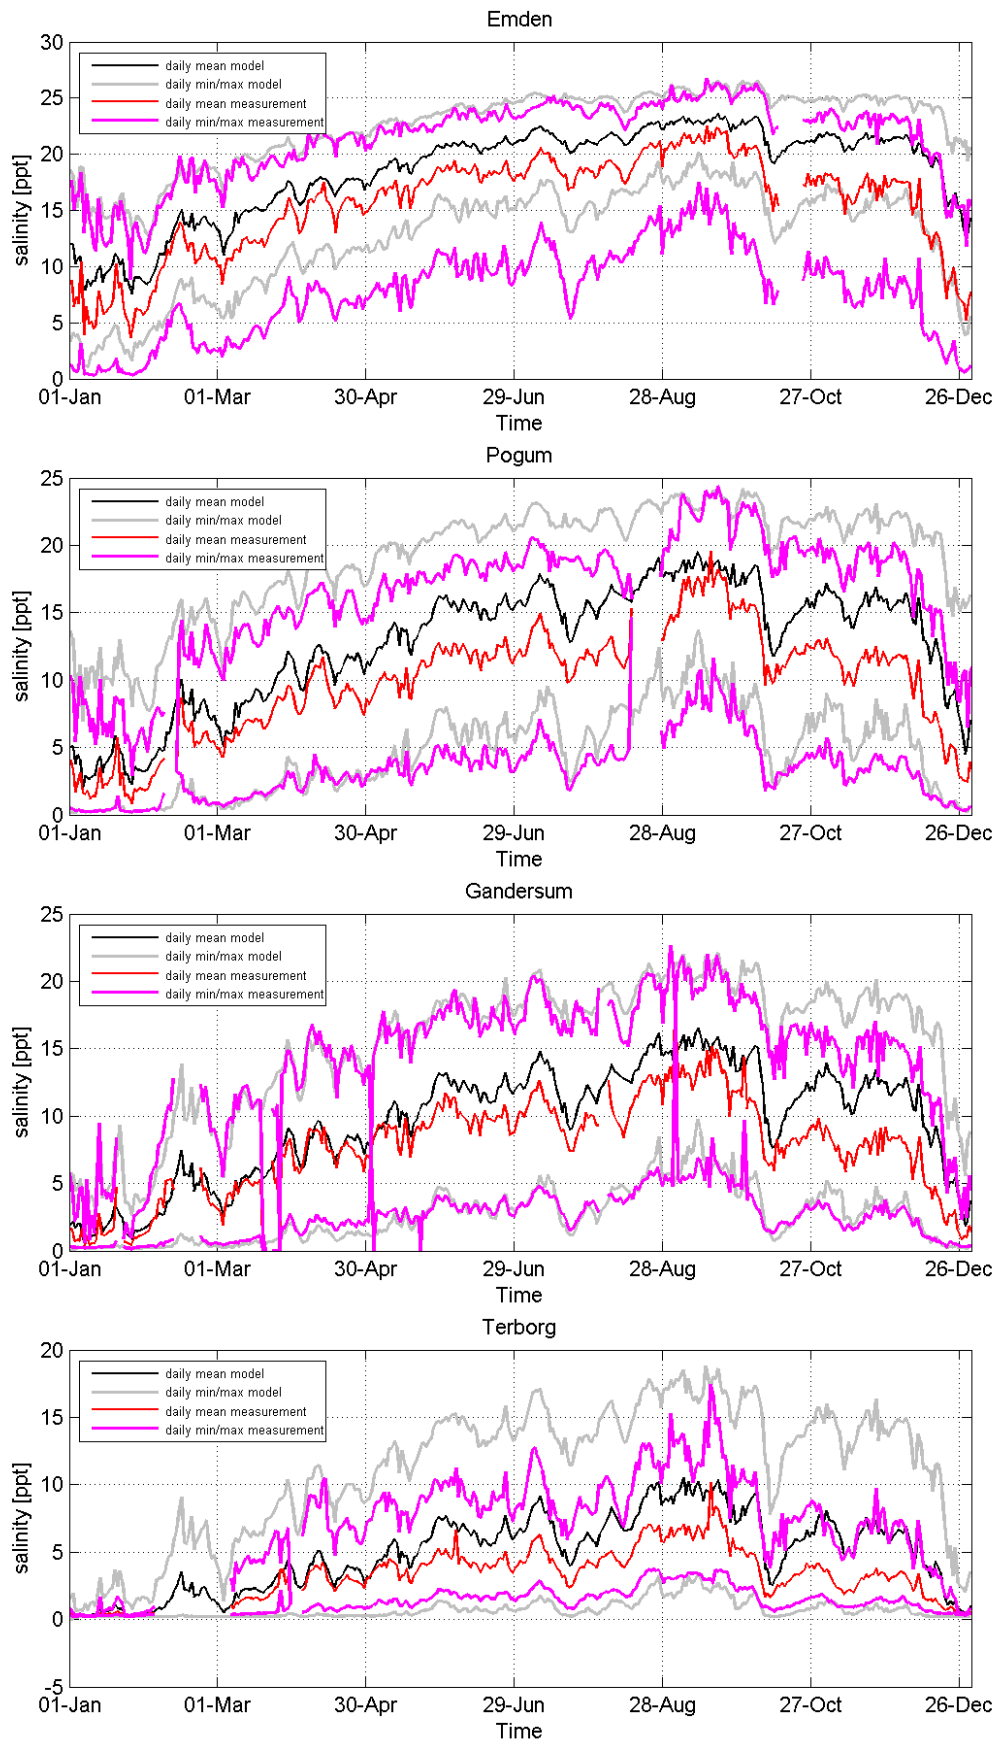 Emden
30
25
20
15
10
5
0
salinity [ppt]
daily mean model
daily min/max model
daily mean measurement
daily min/max measurement
01-Jan 01-Mar 30-Apr 29-Jun 28-Aug 27-Oct 26-Dec
Time
Pogum
25
20
15
10
5
0
salinity [ppt]
daily mean model
daily min/max model
daily mean measurement
daily min/max measurement
01-Jan 01-Mar 30-Apr 29-Jun 28-Aug 27-Oct 26-Dec
Time
Gandersum
25
20
15
10
5
0
salinity [ppt]
daily mean model
daily min/max model
daily mean measurement
daily min/max measurement
01-Jan 01-Mar 30-Apr 29-Jun 28-Aug 27-Oct 26-Dec
Time
Terborg
20
15
10
5
0
-5
salinity [ppt]
daily mean model
daily min/max model
daily mean measurement
daily min/max measurement
01-Jan 01-Mar 30-Apr 29-Jun 28-Aug 27-Oct 26-Dec
Time